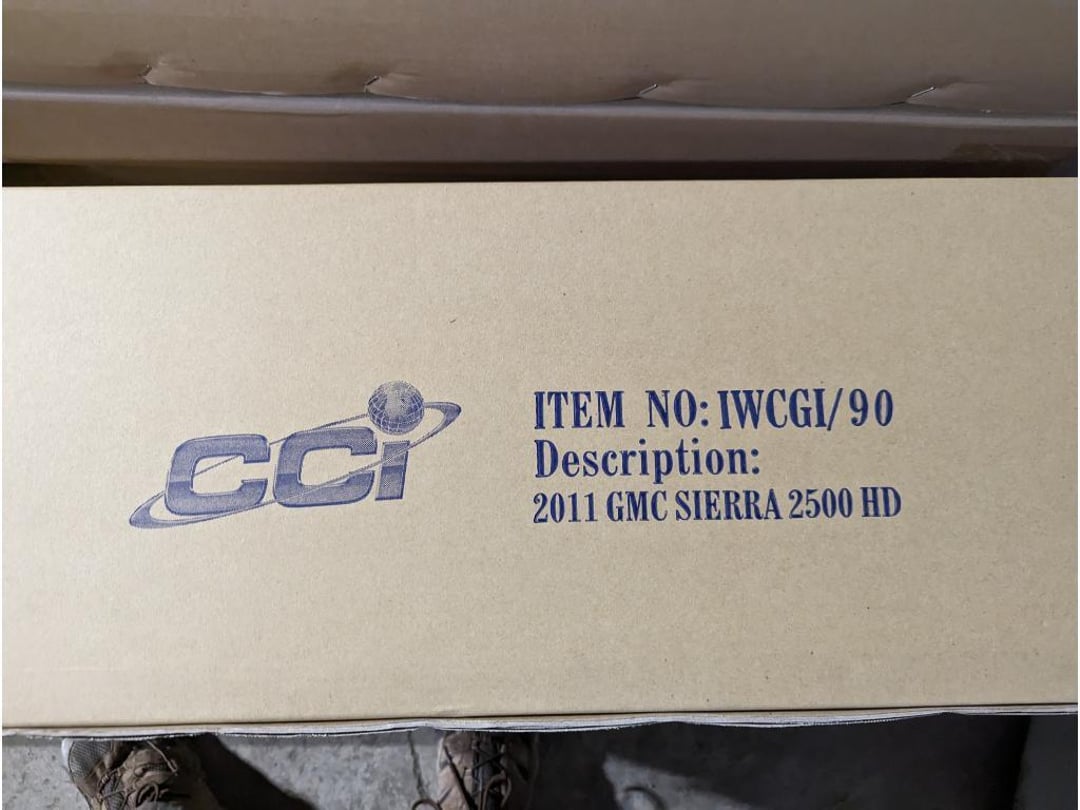 CCi
ITEM NO: IWCGI/90
Description:
2011 GMC SIERRA 2500 HD